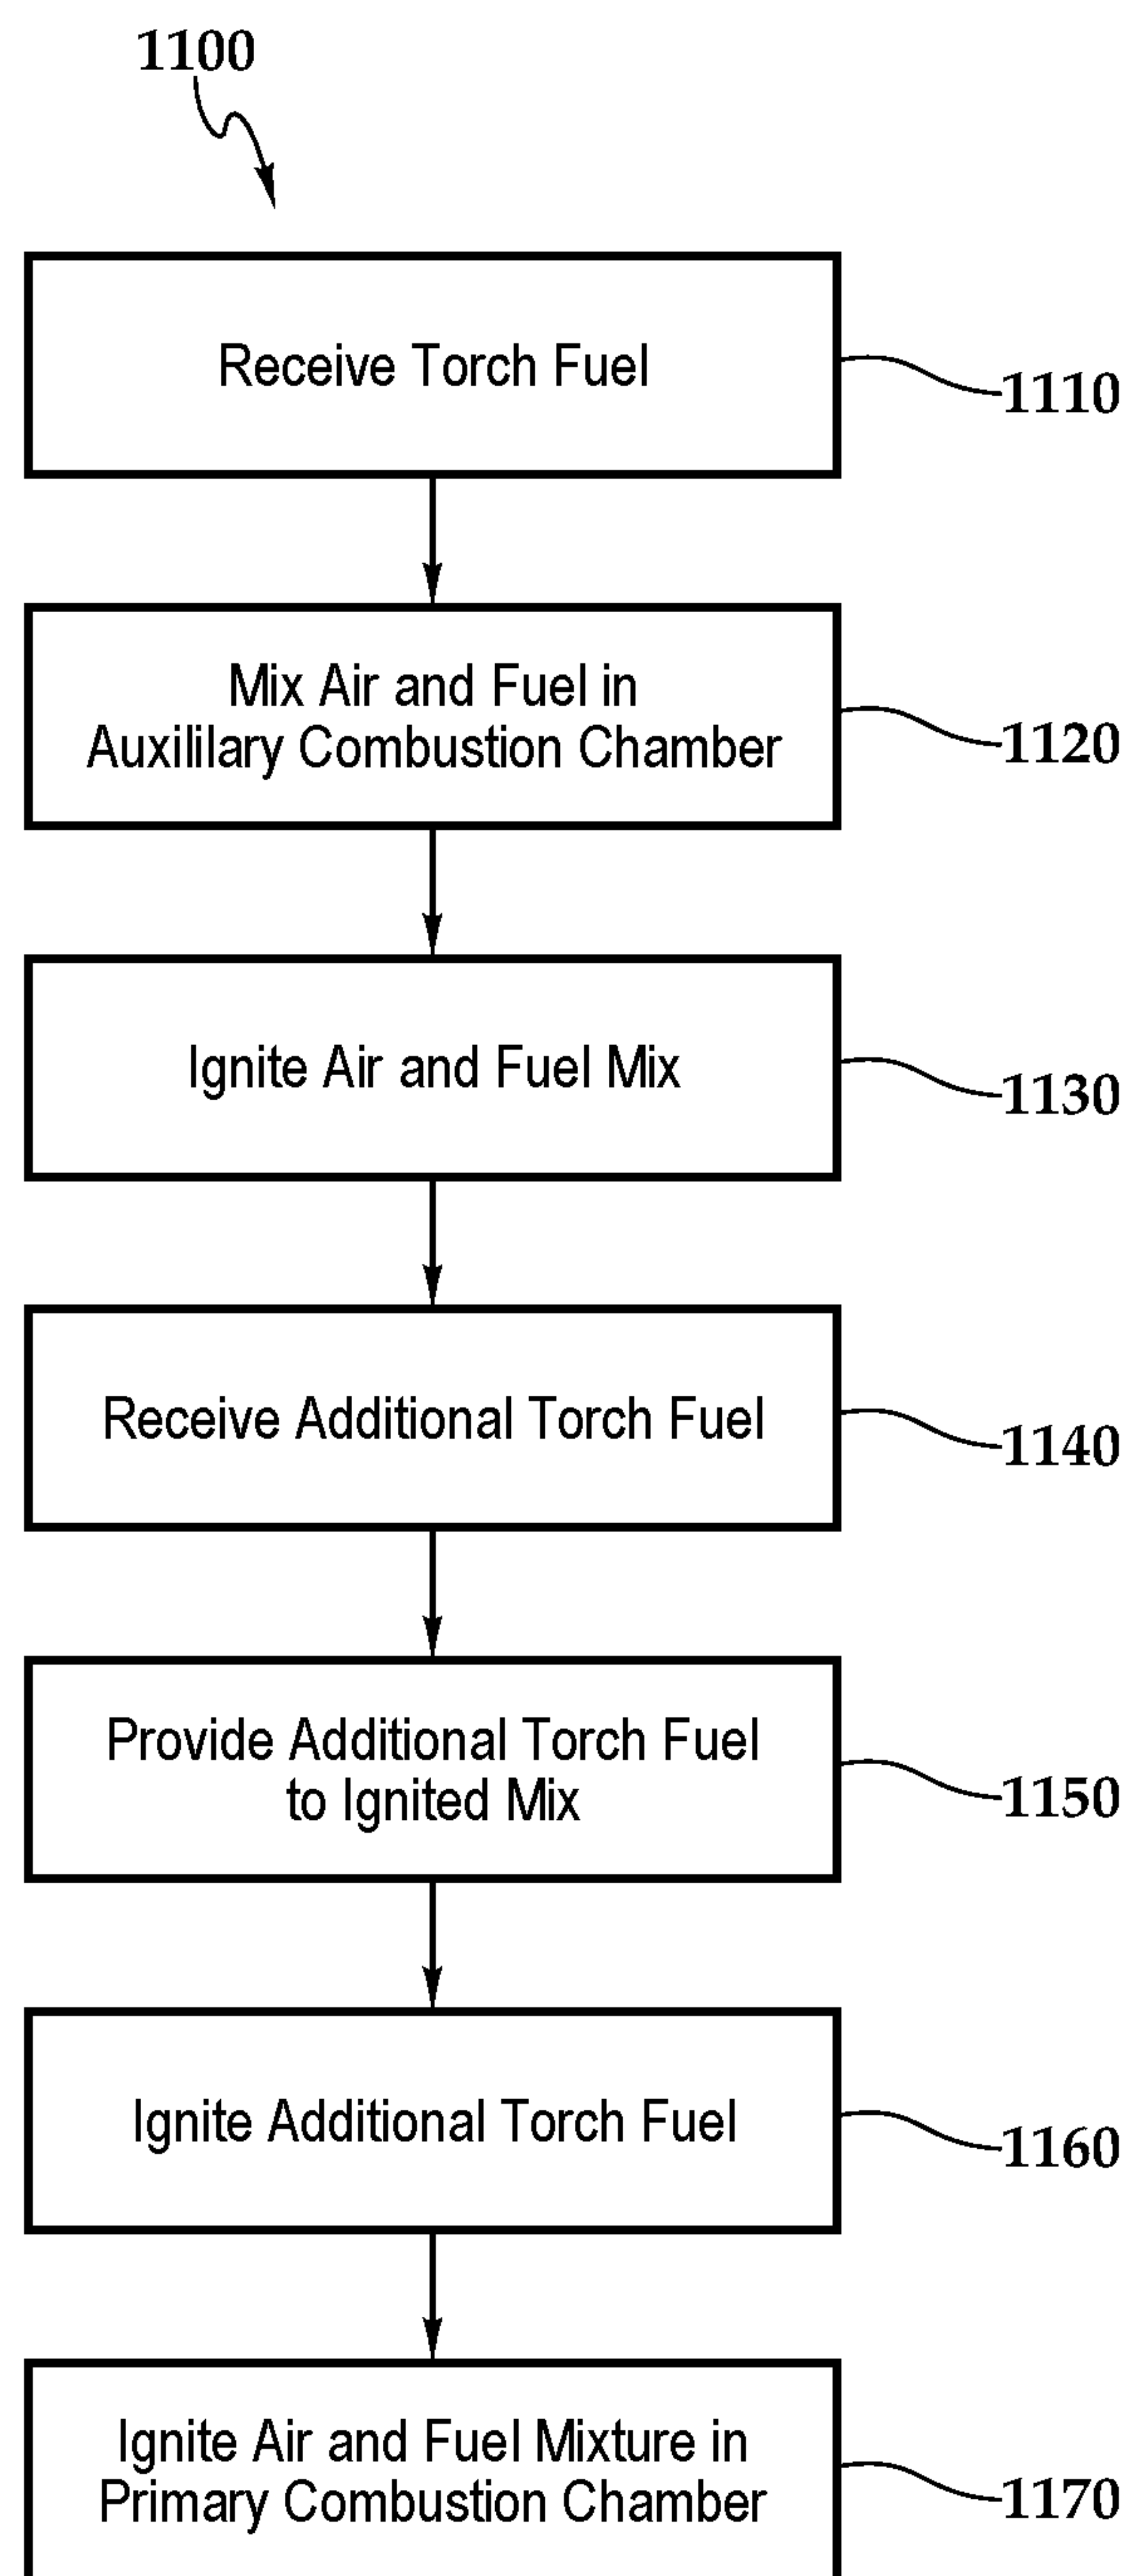 1100
Receive Torch Fuel
1110
Mix Air and Fuel in
Auxililary Combustion Chamber
1120
Ignite Air and Fuel Mix
1130
Receive Additional Torch Fuel
1140
Provide Additional Torch Fuel
to Ignited Mix
1150
Ignite Additional Torch Fuel
1160
Ignite Air and Fuel Mixture in
Primary Combustion Chamber
1170